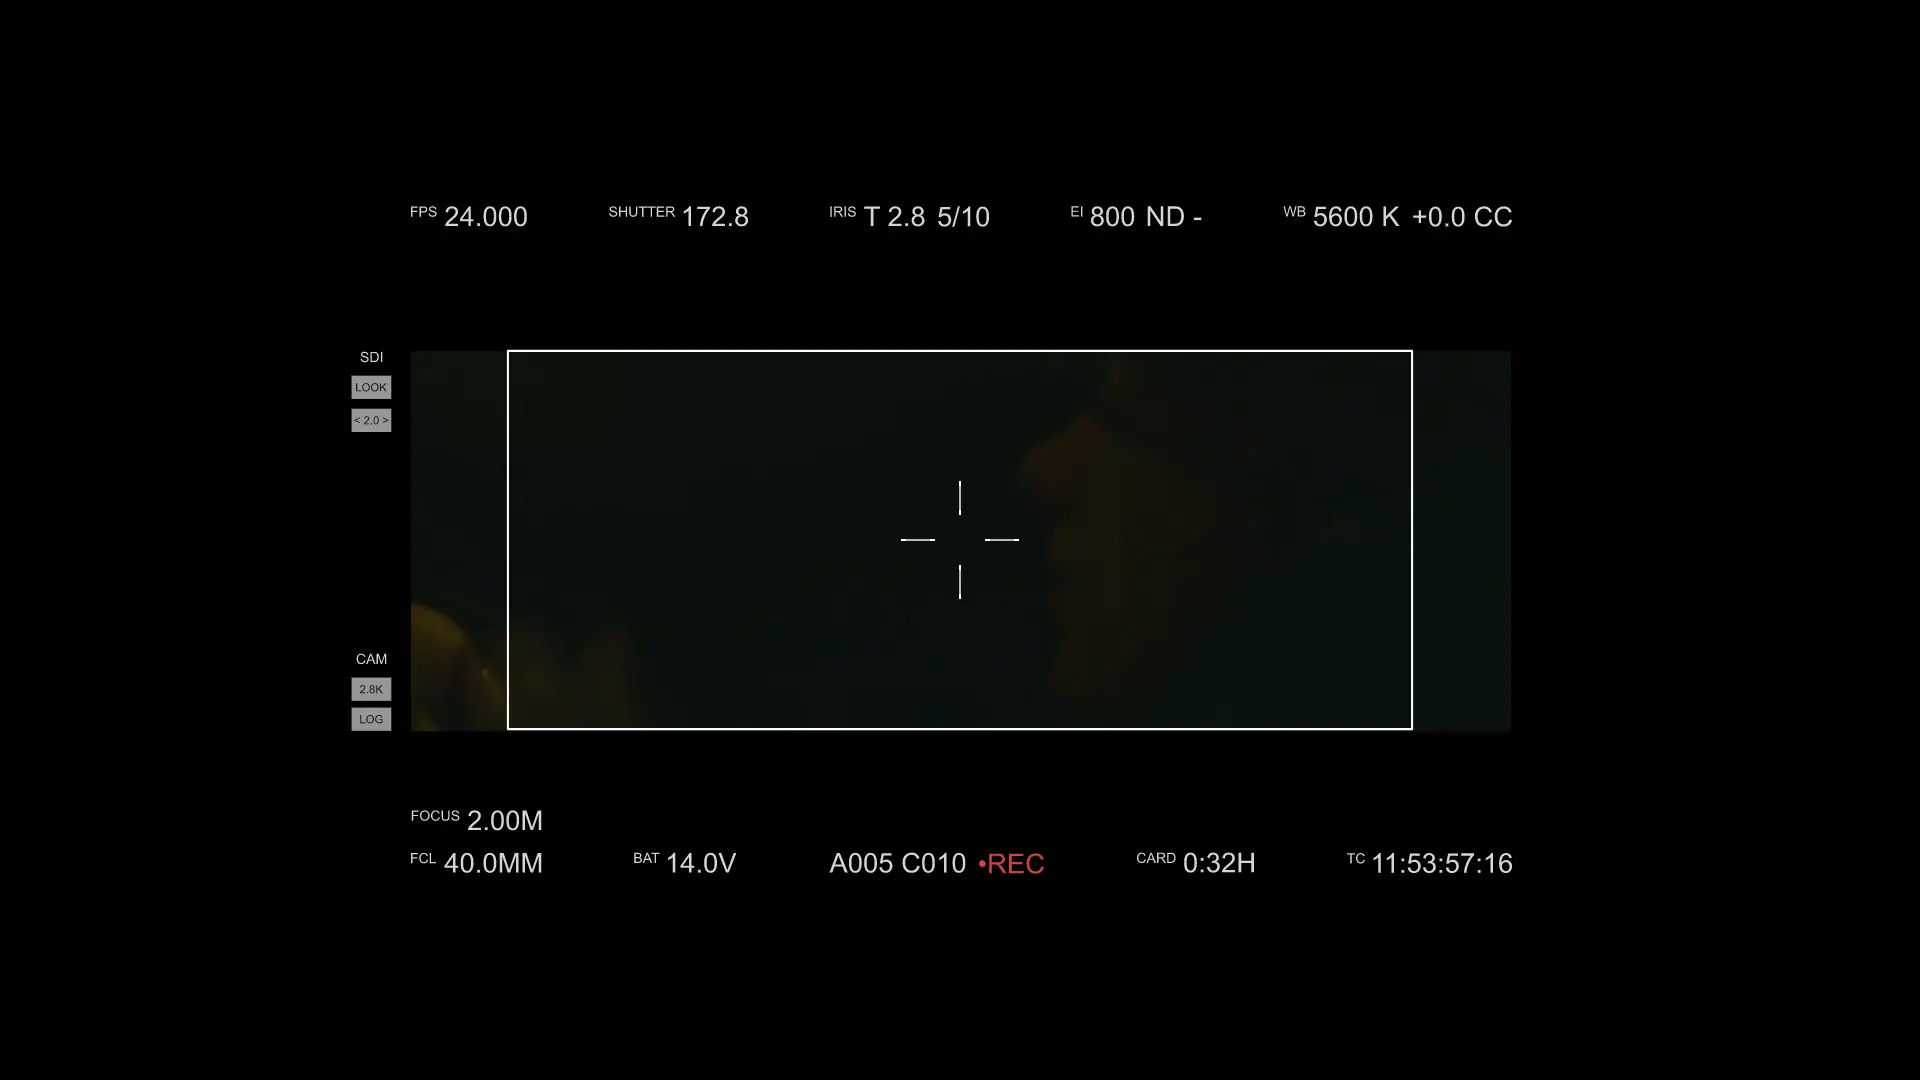 FPS 24.000 SHUTTER 172.8 IRIS T 2.8 5/10 EI 800 ND - WB 5600 K +0.0 CC
SDI
LOOK
< 2.0 >
CAM
2.8K
LOG
FOCUS 2.00M
FCL 40.0MM BAT 14.0V A005 C010 •REC CARD 0:32H TC 11:53:57:16